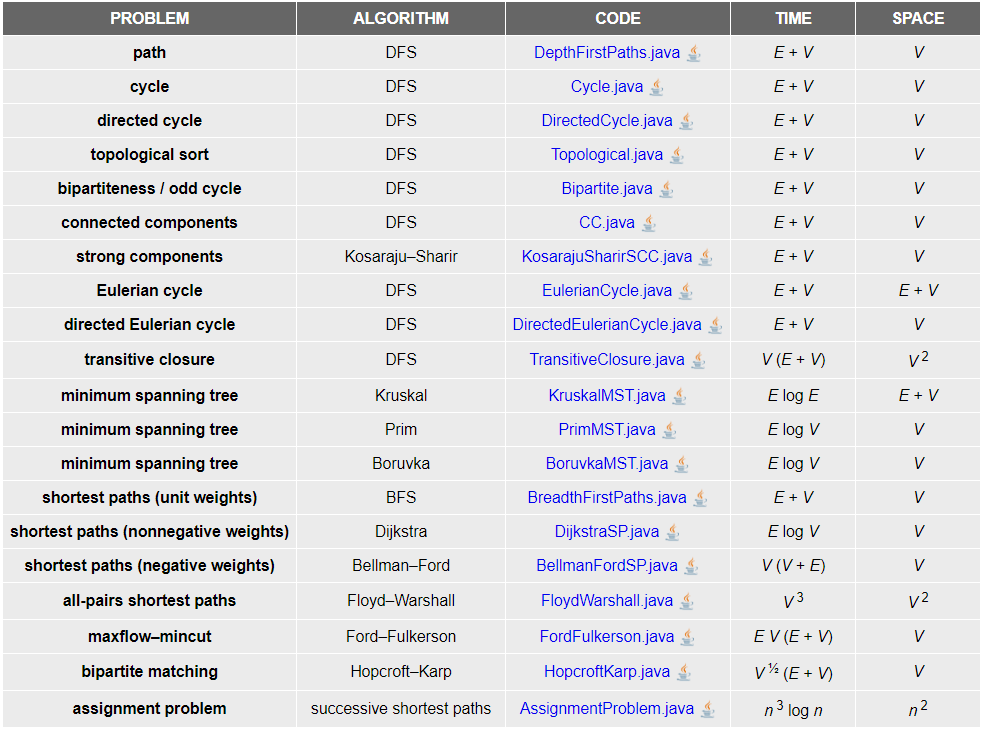 PROBLEM ALGORITHM CODE TIME SPACE
path DFS DepthFirstPaths.java E + V V
cycle DFS Cycle.java E + V V
directed cycle DFS DirectedCycle.java E + V V
topological sort DFS Topological.java E + V V
bipartiteness / odd cycle DFS Bipartite.java E + V V
connected components DFS CC.java E + V V
strong components Kosaraju–Sharir KosarajuSharirSCC.java E + V V
Eulerian cycle DFS EulerianCycle.java E + V E + V
directed Eulerian cycle DFS DirectedEulerianCycle.java E + V V
transitive closure DFS TransitiveClosure.java V (E + V) V ²
minimum spanning tree Kruskal KruskalMST.java E log E E + V
minimum spanning tree Prim PrimMST.java E log V V
minimum spanning tree Boruvka BoruvkaMST.java E log V V
shortest paths (unit weights) BFS BreadthFirstPaths.java E + V V
shortest paths (nonnegative weights) Dijkstra DijkstraSP.java E log V V
shortest paths (negative weights) Bellman–Ford BellmanFordSP.java V (V + E) V
all-pairs shortest paths Floyd–Warshall FloydWarshall.java V ³ V ²
maxflow–mincut Ford–Fulkerson FordFulkerson.java E V (E + V) V
bipartite matching Hopcroft–Karp HopcroftKarp.java V ½ (E + V) V
assignment problem successive shortest paths AssignmentProblem.java n ³ log n n ²